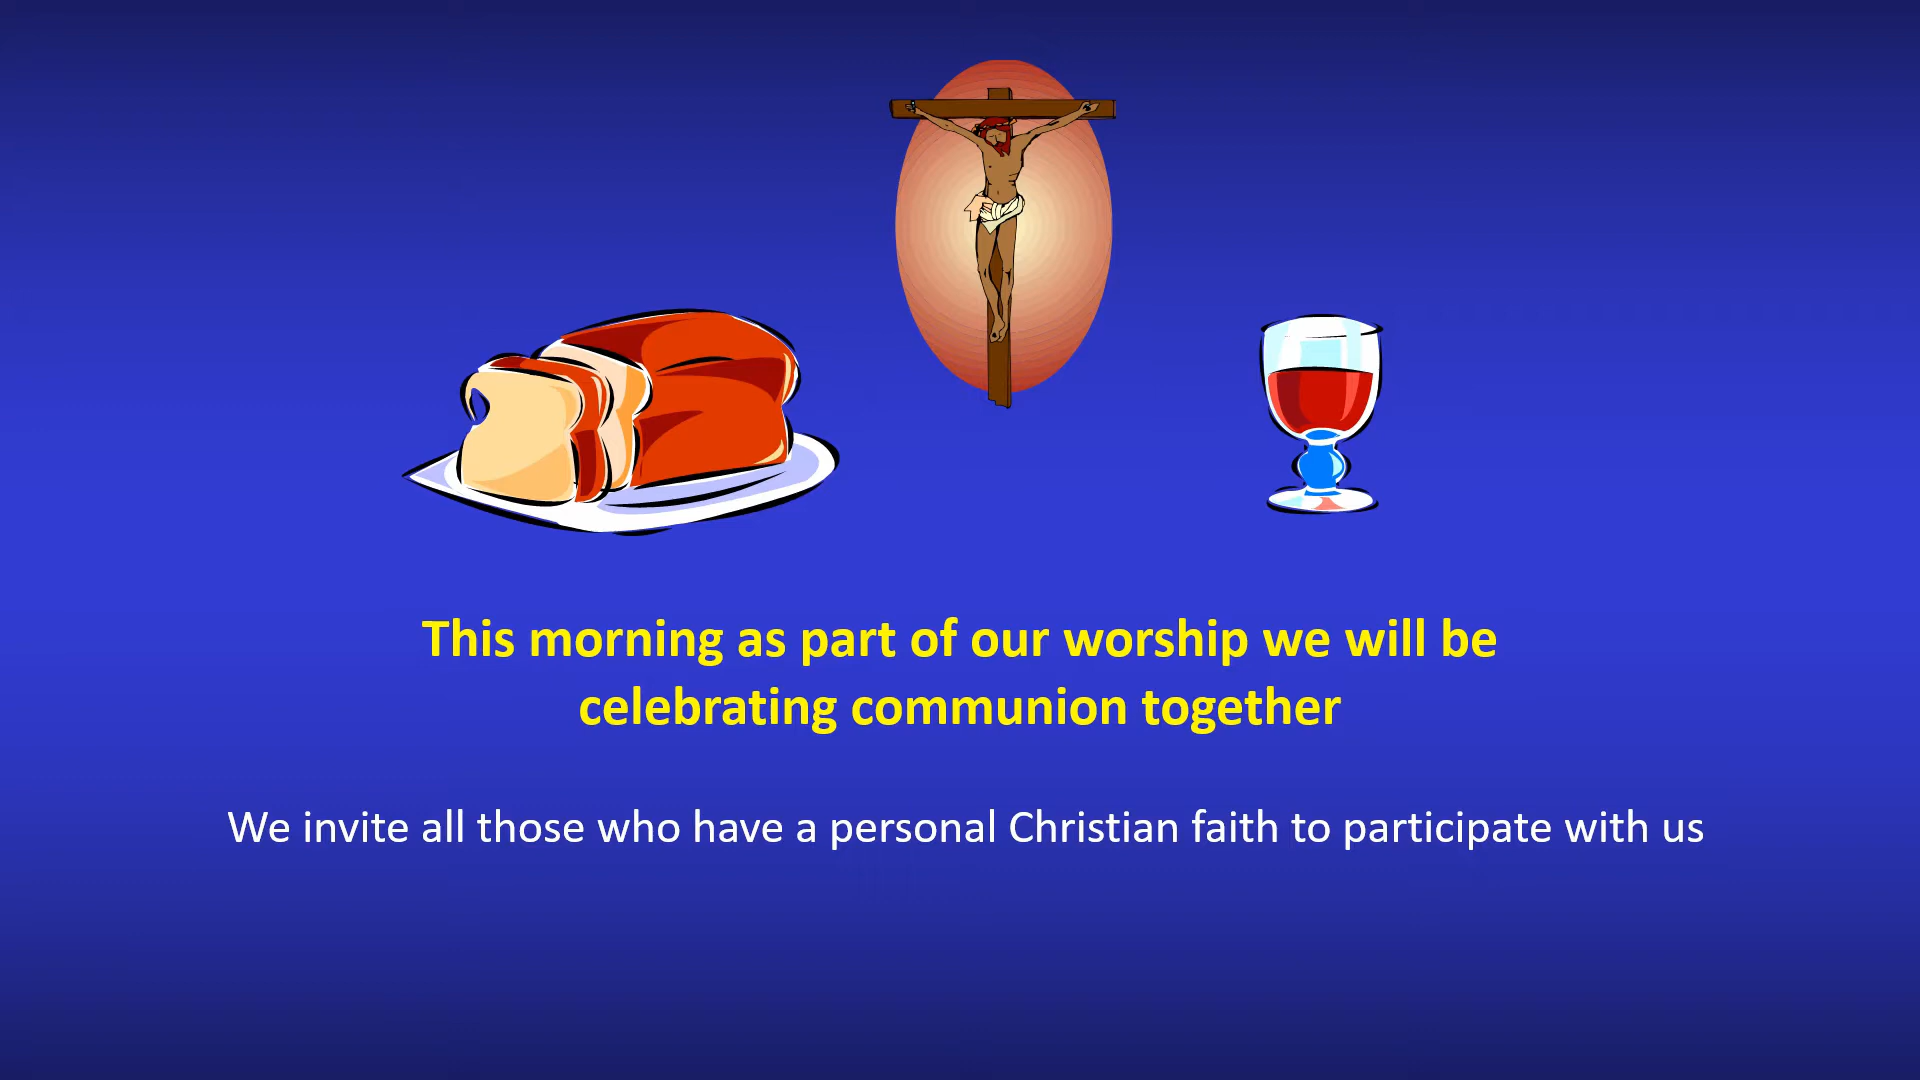 This morning as part of our worship we will be
celebrating communion together
We invite all those who have a personal Christian faith to participate with us